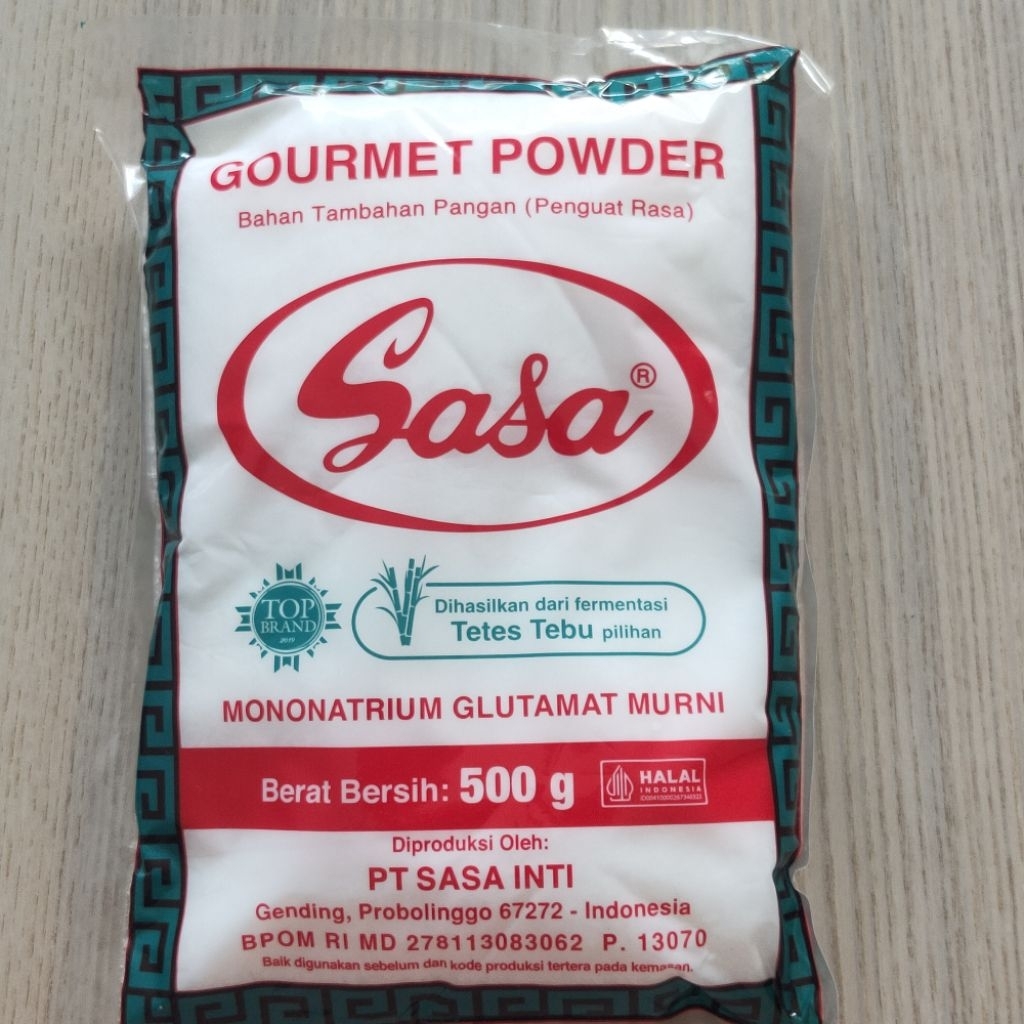 GOURMET POWDER
Bahan Tambahan Pangan (Penguat Rasa)
Sasa®
TOP
BRAND
2019
Dihasilkan dari fermentasi
Tetes Tebu pilihan
MONONATRIUM GLUTAMAT MURNI
Berat Bersih: 500 g
HALAL
INDONESIA
Diproduksi Oleh:
PT SASA INTI
Gending, Probolinggo 67272 - Indonesia
BPOM RI MD 278113083062 P. 13070
Baik digunakan sebelum dan kode produksi tertera pada kemasan.